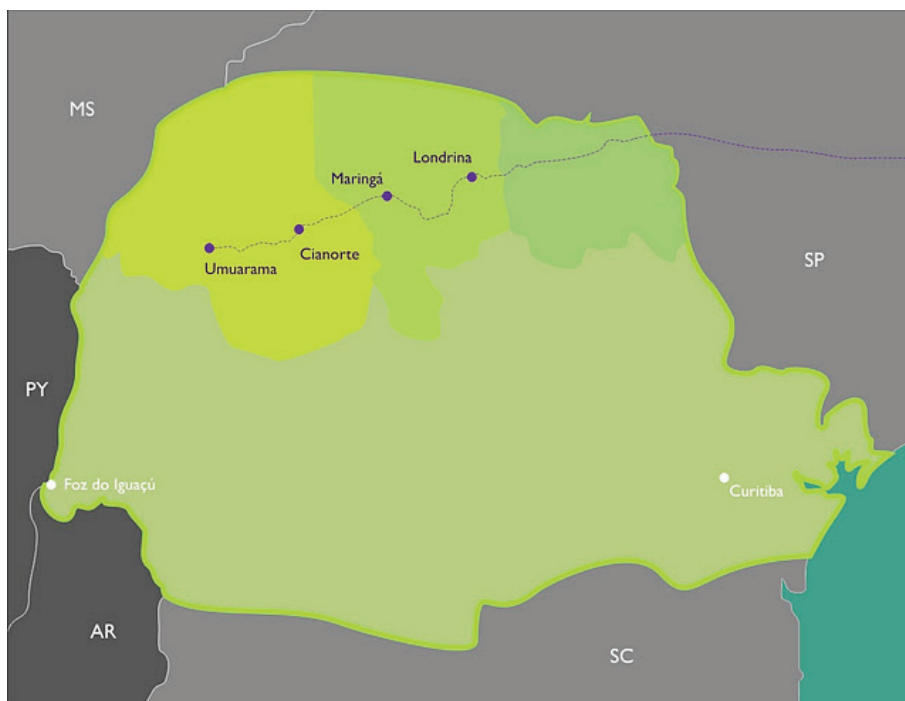 MS
Londrina
Maringá
Cianorte
Umuarama
SP
PY
Foz do Iguaçú
Curitiba
AR
SC